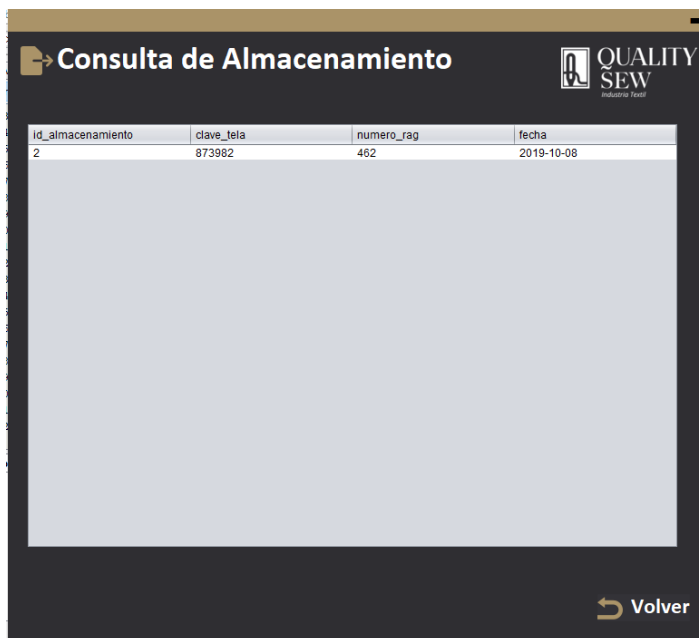 Consulta de Almacenamiento
QUALITY
SEW
Industria Textil
id_almacenamiento clave_tela numero_rag fecha
2 873982 462 2019-10-08
Volver